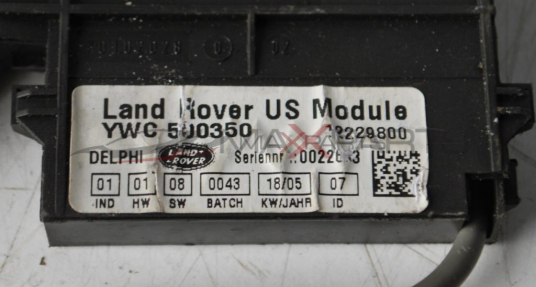 Land Rover US Module
YWC 500350 12229800
DELPHI LAND ROVER Seriennr.:
01 01 08 0043 18/05 07
IND HW SW BATCH KW/JAHR ID